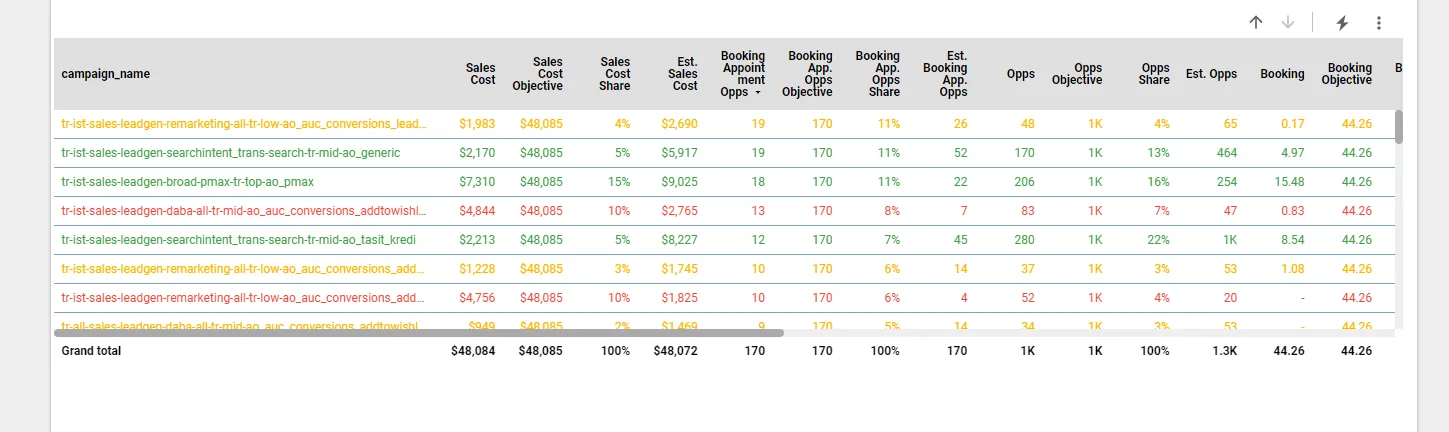 campaign_name Sales Cost Sales Cost Objective Sales Cost Share Est. Sales Cost Booking Appoint ment Opps Booking App. Opps Objective Booking App. Opps Share Est. Booking App. Opps Opps Opps Objective Opps Share Est. Opps Booking Booking Objective B
tr-ist-sales-leadgen-remarketing-all-tr-low-ao_auc_conversions_lead... $1,983 $48,085 4% $2,690 19 170 11% 26 48 1K 4% 65 0.17 44.26
tr-ist-sales-leadgen-searchintent_trans-search-tr-mid-ao_generic $2,170 $48,085 5% $5,917 19 170 11% 52 170 1K 13% 464 4.97 44.26
tr-ist-sales-leadgen-broad-pmax-tr-top-ao_pmax $7,310 $48,085 15% $9,025 18 170 11% 22 206 1K 16% 254 15.48 44.26
tr-ist-sales-leadgen-daba-all-tr-mid-ao_auc_conversions_addtowishl... $4,844 $48,085 10% $2,765 13 170 8% 7 83 1K 7% 47 0.83 44.26
tr-ist-sales-leadgen-searchintent_trans-search-tr-mid-ao_tasit_kredi $2,213 $48,085 5% $8,227 12 170 7% 45 280 1K 22% 1K 8.54 44.26
tr-ist-sales-leadgen-remarketing-all-tr-low-ao_auc_conversions_add... $1,228 $48,085 3% $1,745 10 170 6% 14 37 1K 3% 53 1.08 44.26
tr-ist-sales-leadgen-remarketing-all-tr-low-ao_auc_conversions_add... $4,756 $48,085 10% $1,825 10 170 6% 4 52 1K 4% 20 - 44.26
tr-all-sales-leadgen-daba-all-tr-mid-ao_auc_conversions_addtowishl... $949 $48,085 2% $1,469 9 170 5% 14 34 1K 3% 53 - 44.26
Grand total $48,084 $48,085 100% $48,072 170 170 100% 170 1K 1K 100% 1.3K 44.26 44.26